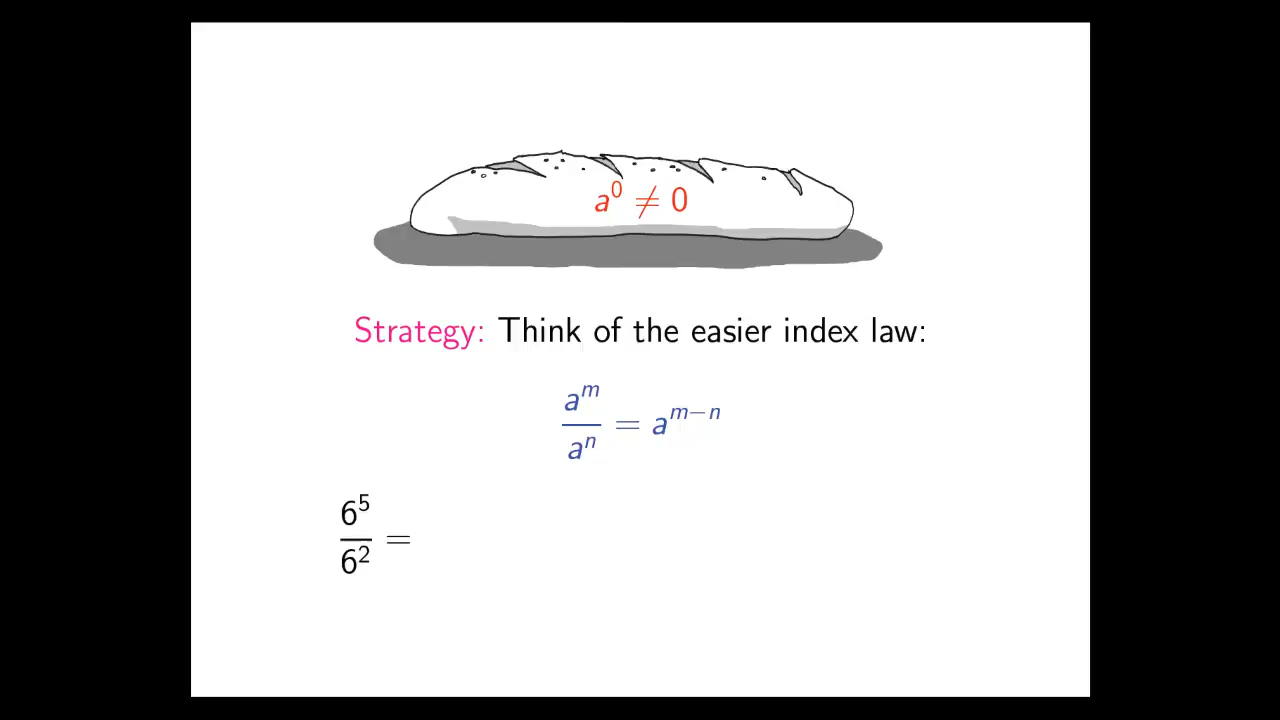 a⁰ ≠ 0
Strategy: Think of the easier index law:
aᵐ/aⁿ = aᵐ⁻ⁿ
6⁵/6² =